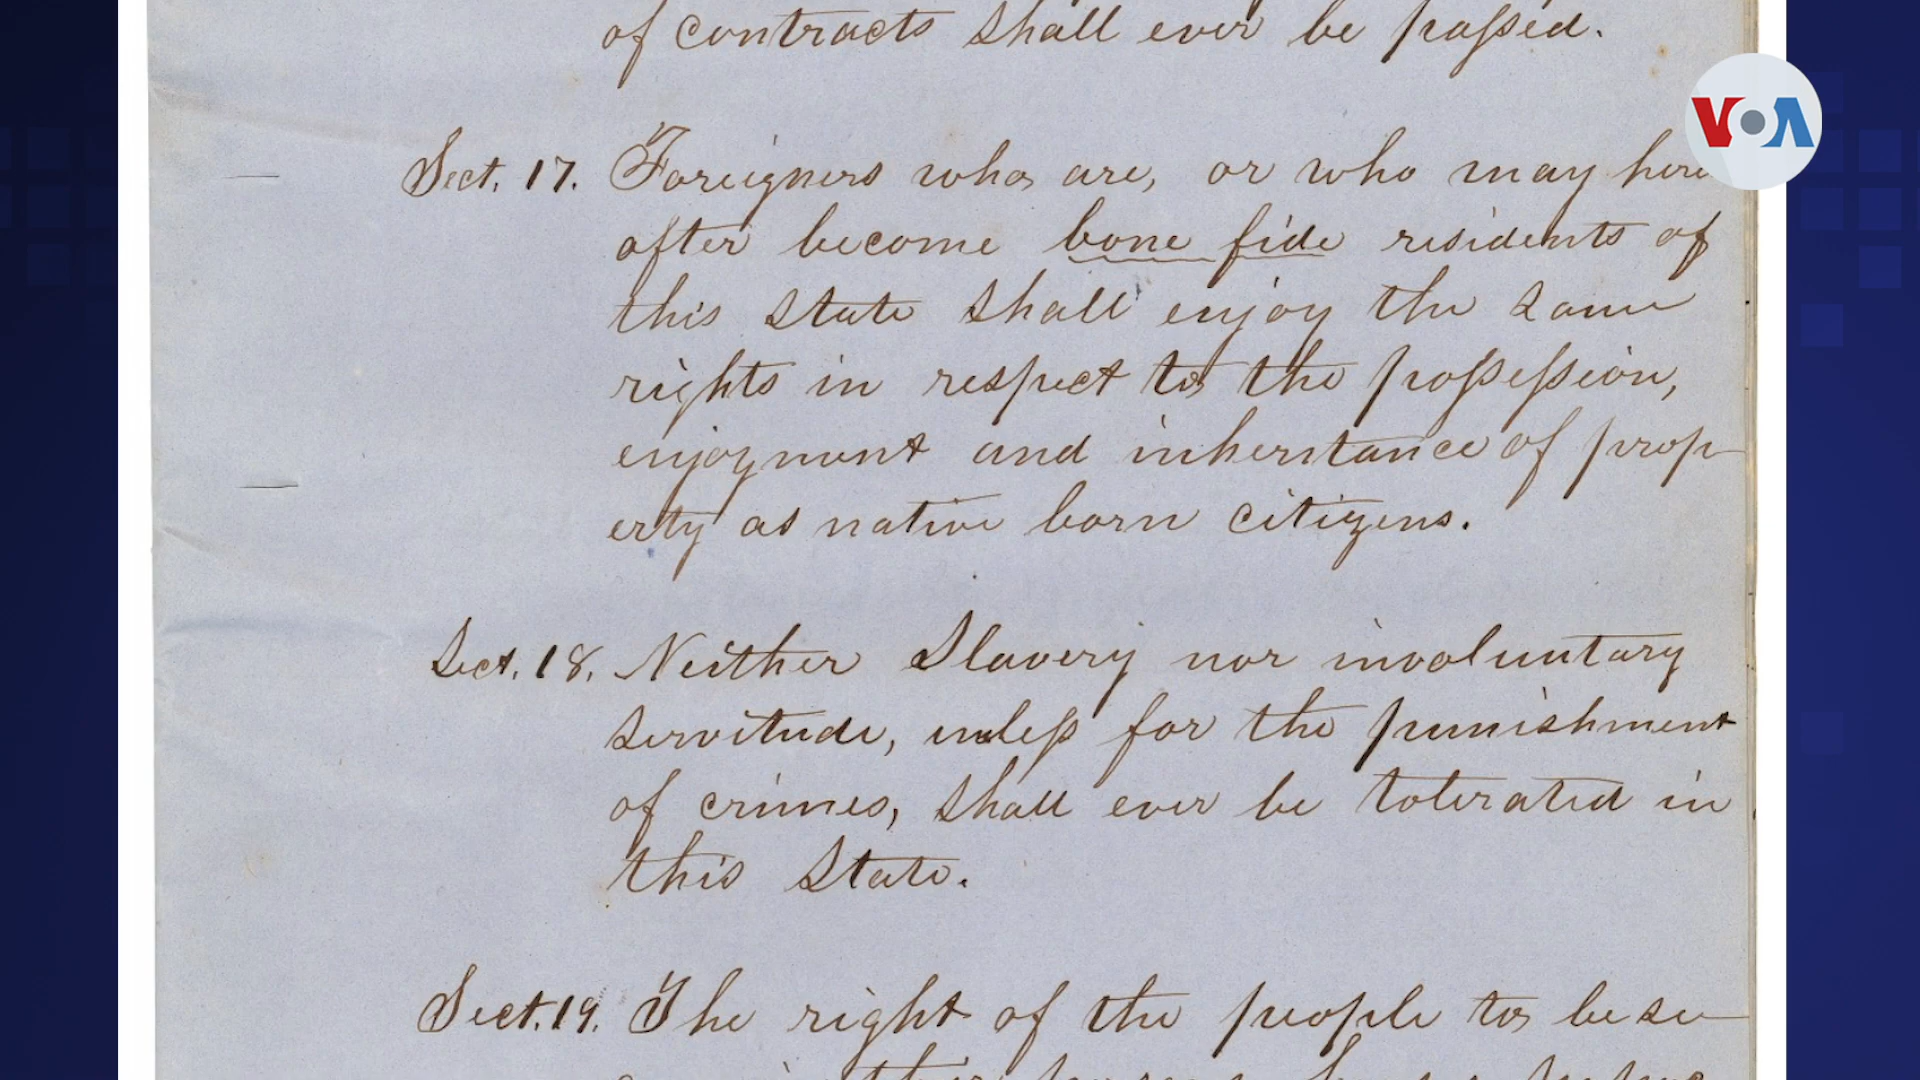 of contracts shall ever be passed.
VOA
Sect. 17. Foreigners who are, or who may here
after become bone fide residents of
this State shall enjoy the same
rights in respect to the possession,
enjoyment and inheritance of prop
erty as native born citizens.
Sect. 18. Neither Slavery nor involuntary
servitude, unless for the punishment
of crimes, shall ever be tolerated in
this State.
Sect. 19. The right of the people to be se